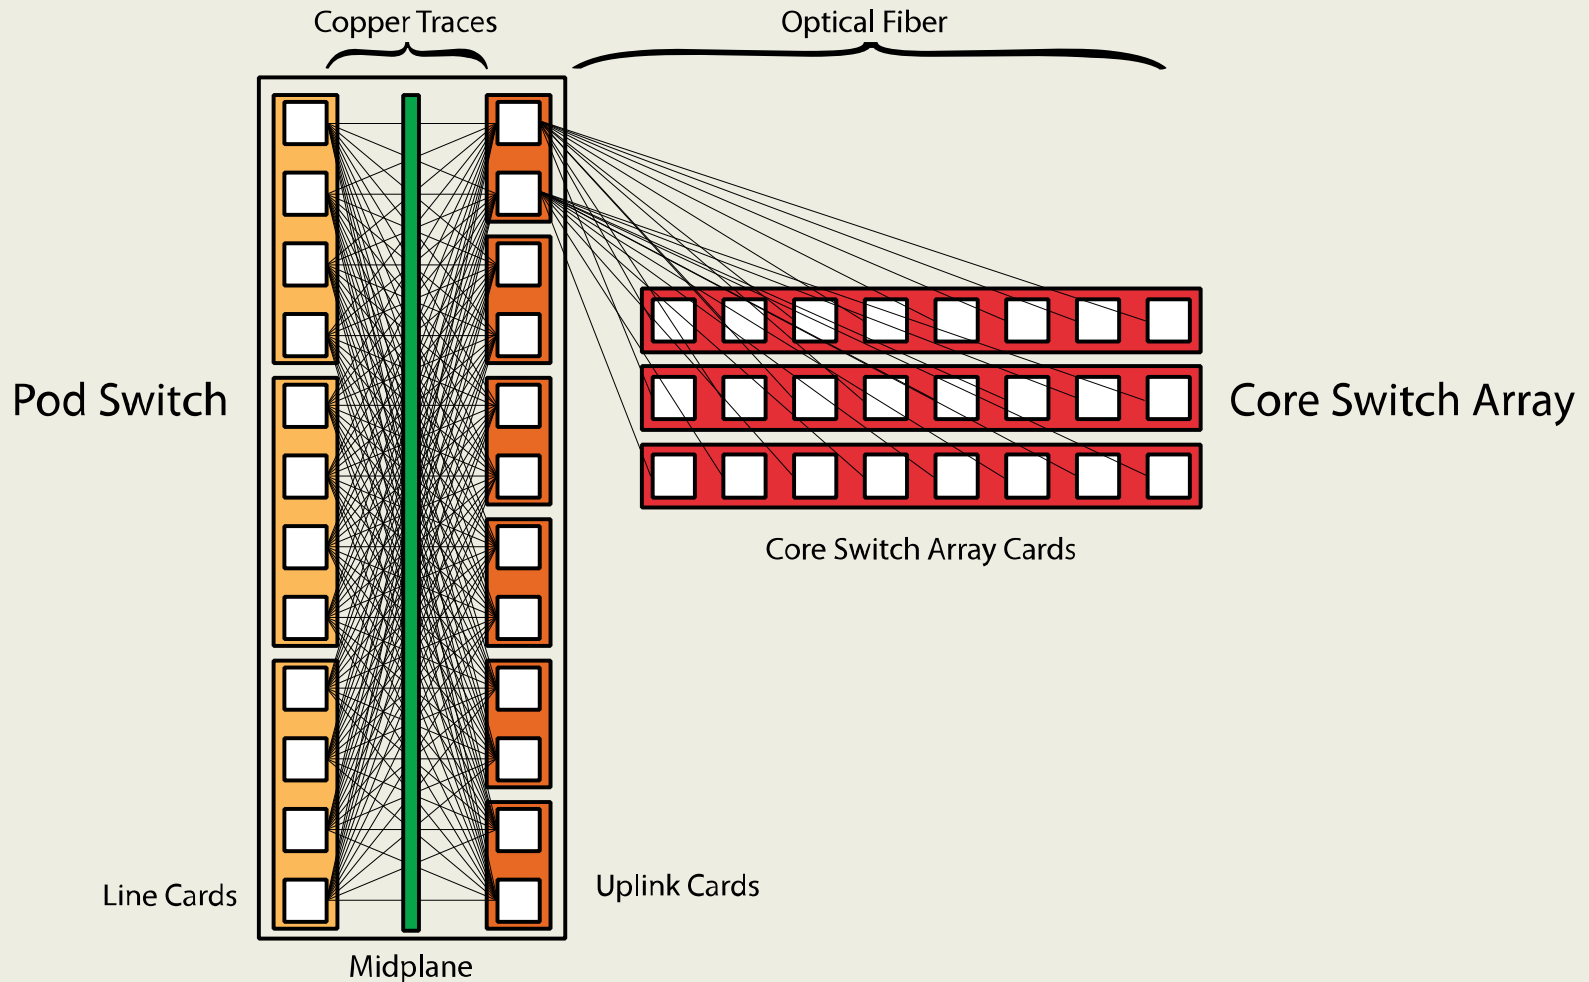 Copper Traces
Optical Fiber
Pod Switch
Core Switch Array
Core Switch Array Cards
Line Cards
Uplink Cards
Midplane